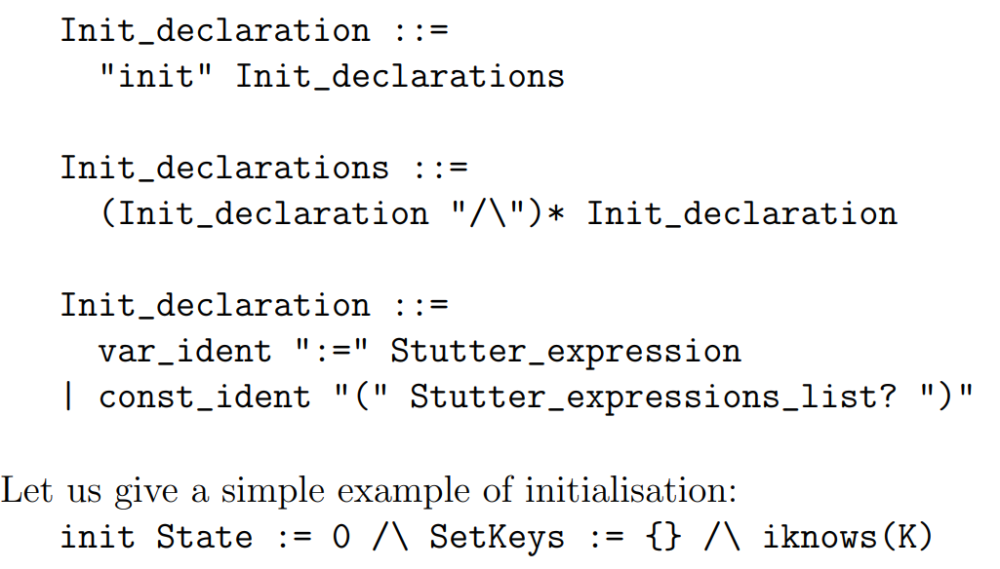 Init_declaration ::=
"init" Init_declarations
Init_declarations ::=
(Init_declaration "/\")* Init_declaration
Init_declaration ::=
var_ident ":=" Stutter_expression
| const_ident "(" Stutter_expressions_list? ")"
Let us give a simple example of initialisation:
init State := 0 /\ SetKeys := {} /\ iknows(K)